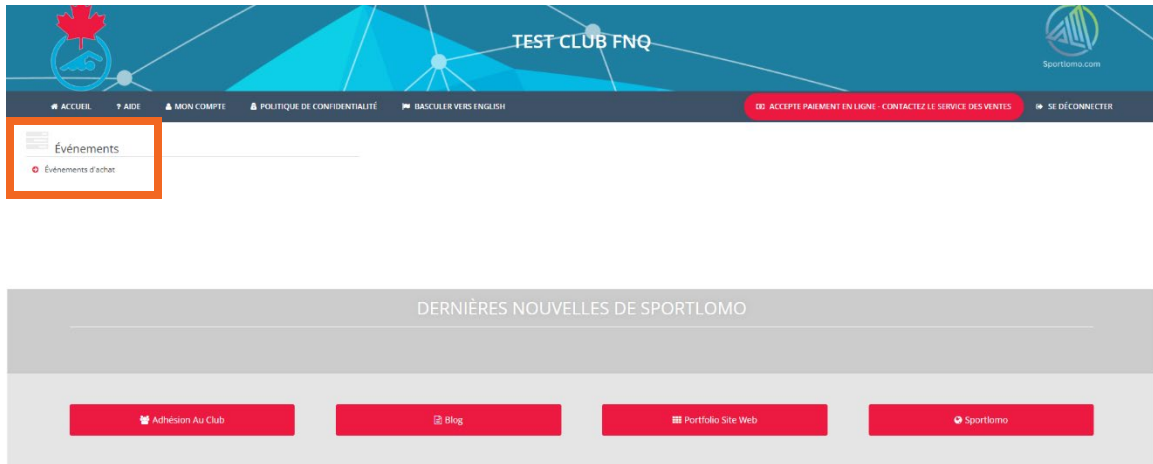 TEST CLUB FNQ
Sportlomo.com
ACCUEIL ? AIDE MON COMPTE POLITIQUE DE CONFIDENTIALITÉ BASCULER VERS ENGLISH ACCEPTE PAIEMENT EN LIGNE - CONTACTEZ LE SERVICE DES VENTES SE DÉCONNECTER
Événements
Événements d'achat
DERNIÈRES NOUVELLES DE SPORTLOMO
Adhésion Au Club Blog Portfolio Site Web Sportlomo